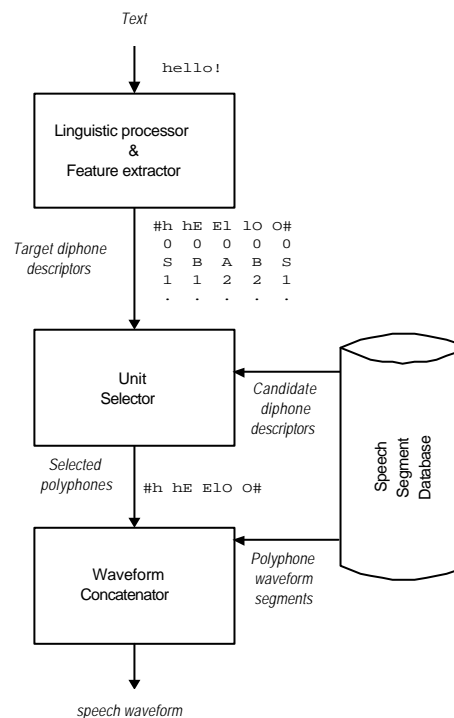 Text
hello!
Linguistic processor
&
Feature extractor
Target diphone
descriptors
#h hE El lO O#
0 0 0 0 0
S B A B S
1 1 2 2 1
. . . . .
Unit
Selector
Candidate
diphone
descriptors
Speech
Segment
Database
Selected
polyphones
#h hE ElO O#
Waveform
Concatenator
Polyphone
waveform
segments
speech waveform